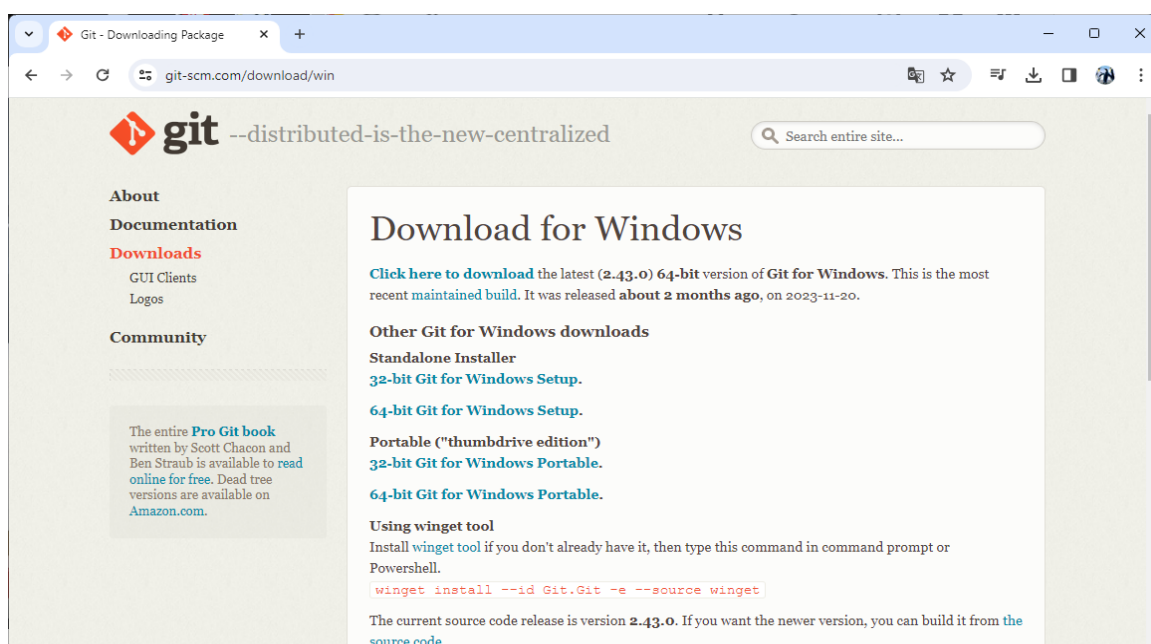 Git - Downloading Package
git-scm.com/download/win
git --distributed-is-the-new-centralized
Search entire site...
About
Documentation
Downloads
GUI Clients
Logos
Community
The entire Pro Git book
written by Scott Chacon and
Ben Straub is available to read
online for free. Dead tree
versions are available on
Amazon.com.
Download for Windows
Click here to download the latest (2.43.0) 64-bit version of Git for Windows. This is the most
recent maintained build. It was released about 2 months ago, on 2023-11-20.
Other Git for Windows downloads
Standalone Installer
32-bit Git for Windows Setup.
64-bit Git for Windows Setup.
Portable ("thumbdrive edition")
32-bit Git for Windows Portable.
64-bit Git for Windows Portable.
Using winget tool
Install winget tool if you don't already have it, then type this command in command prompt or
Powershell.
winget install --id Git.Git -e --source winget
The current source code release is version 2.43.0. If you want the newer version, you can build it from the
source code.